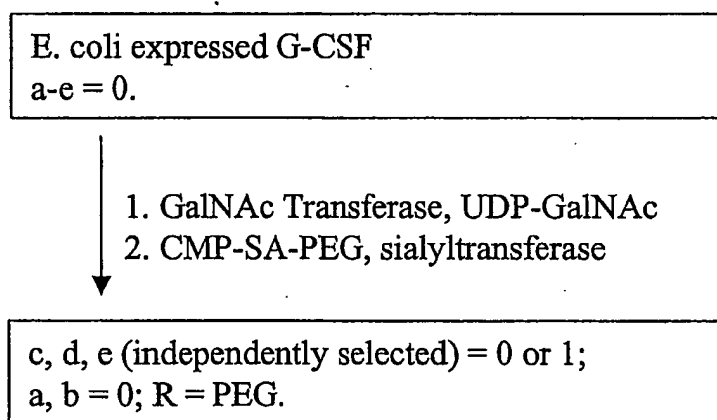 E. coli expressed G-CSF
a-e = 0.
1. GalNAc Transferase, UDP-GalNAc
2. CMP-SA-PEG, sialyltransferase
c, d, e (independently selected) = 0 or 1;
a, b = 0; R = PEG.